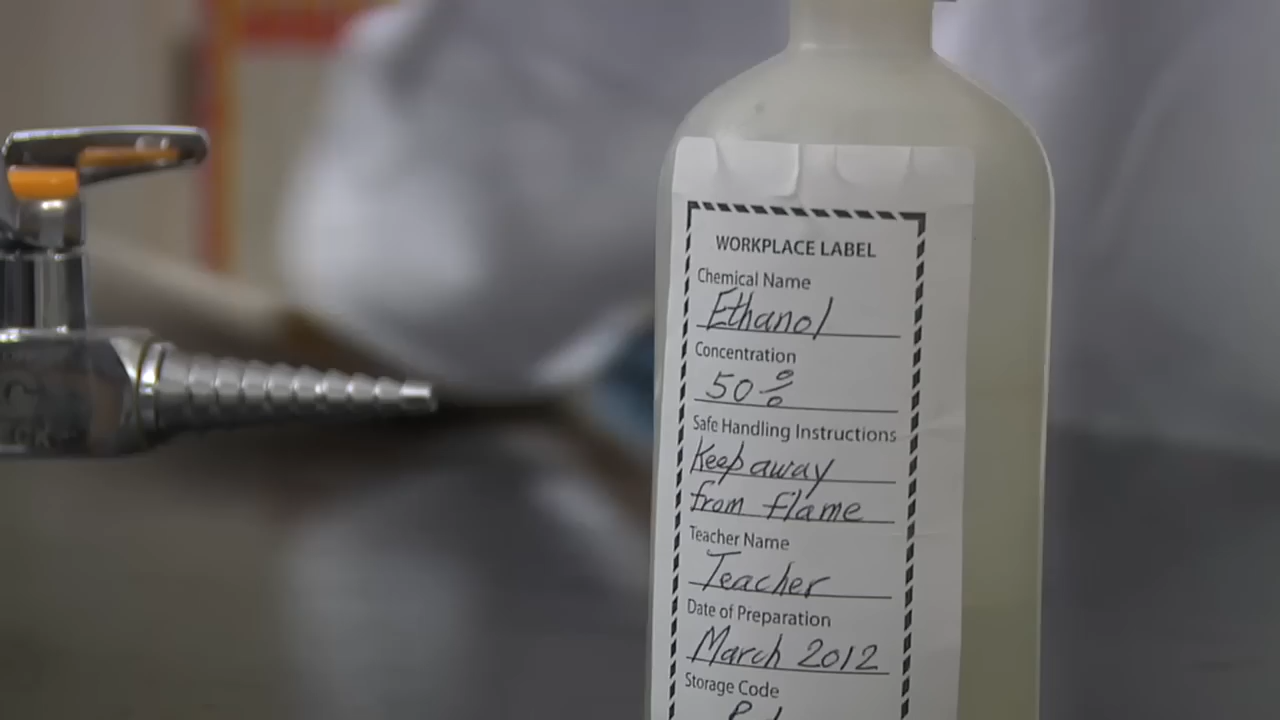 WORKPLACE LABEL
Chemical Name
Ethanol
Concentration
50%
Safe Handling Instructions
Keep away
from flame
Teacher Name
Teacher
Date of Preparation
March 2012
Storage Code